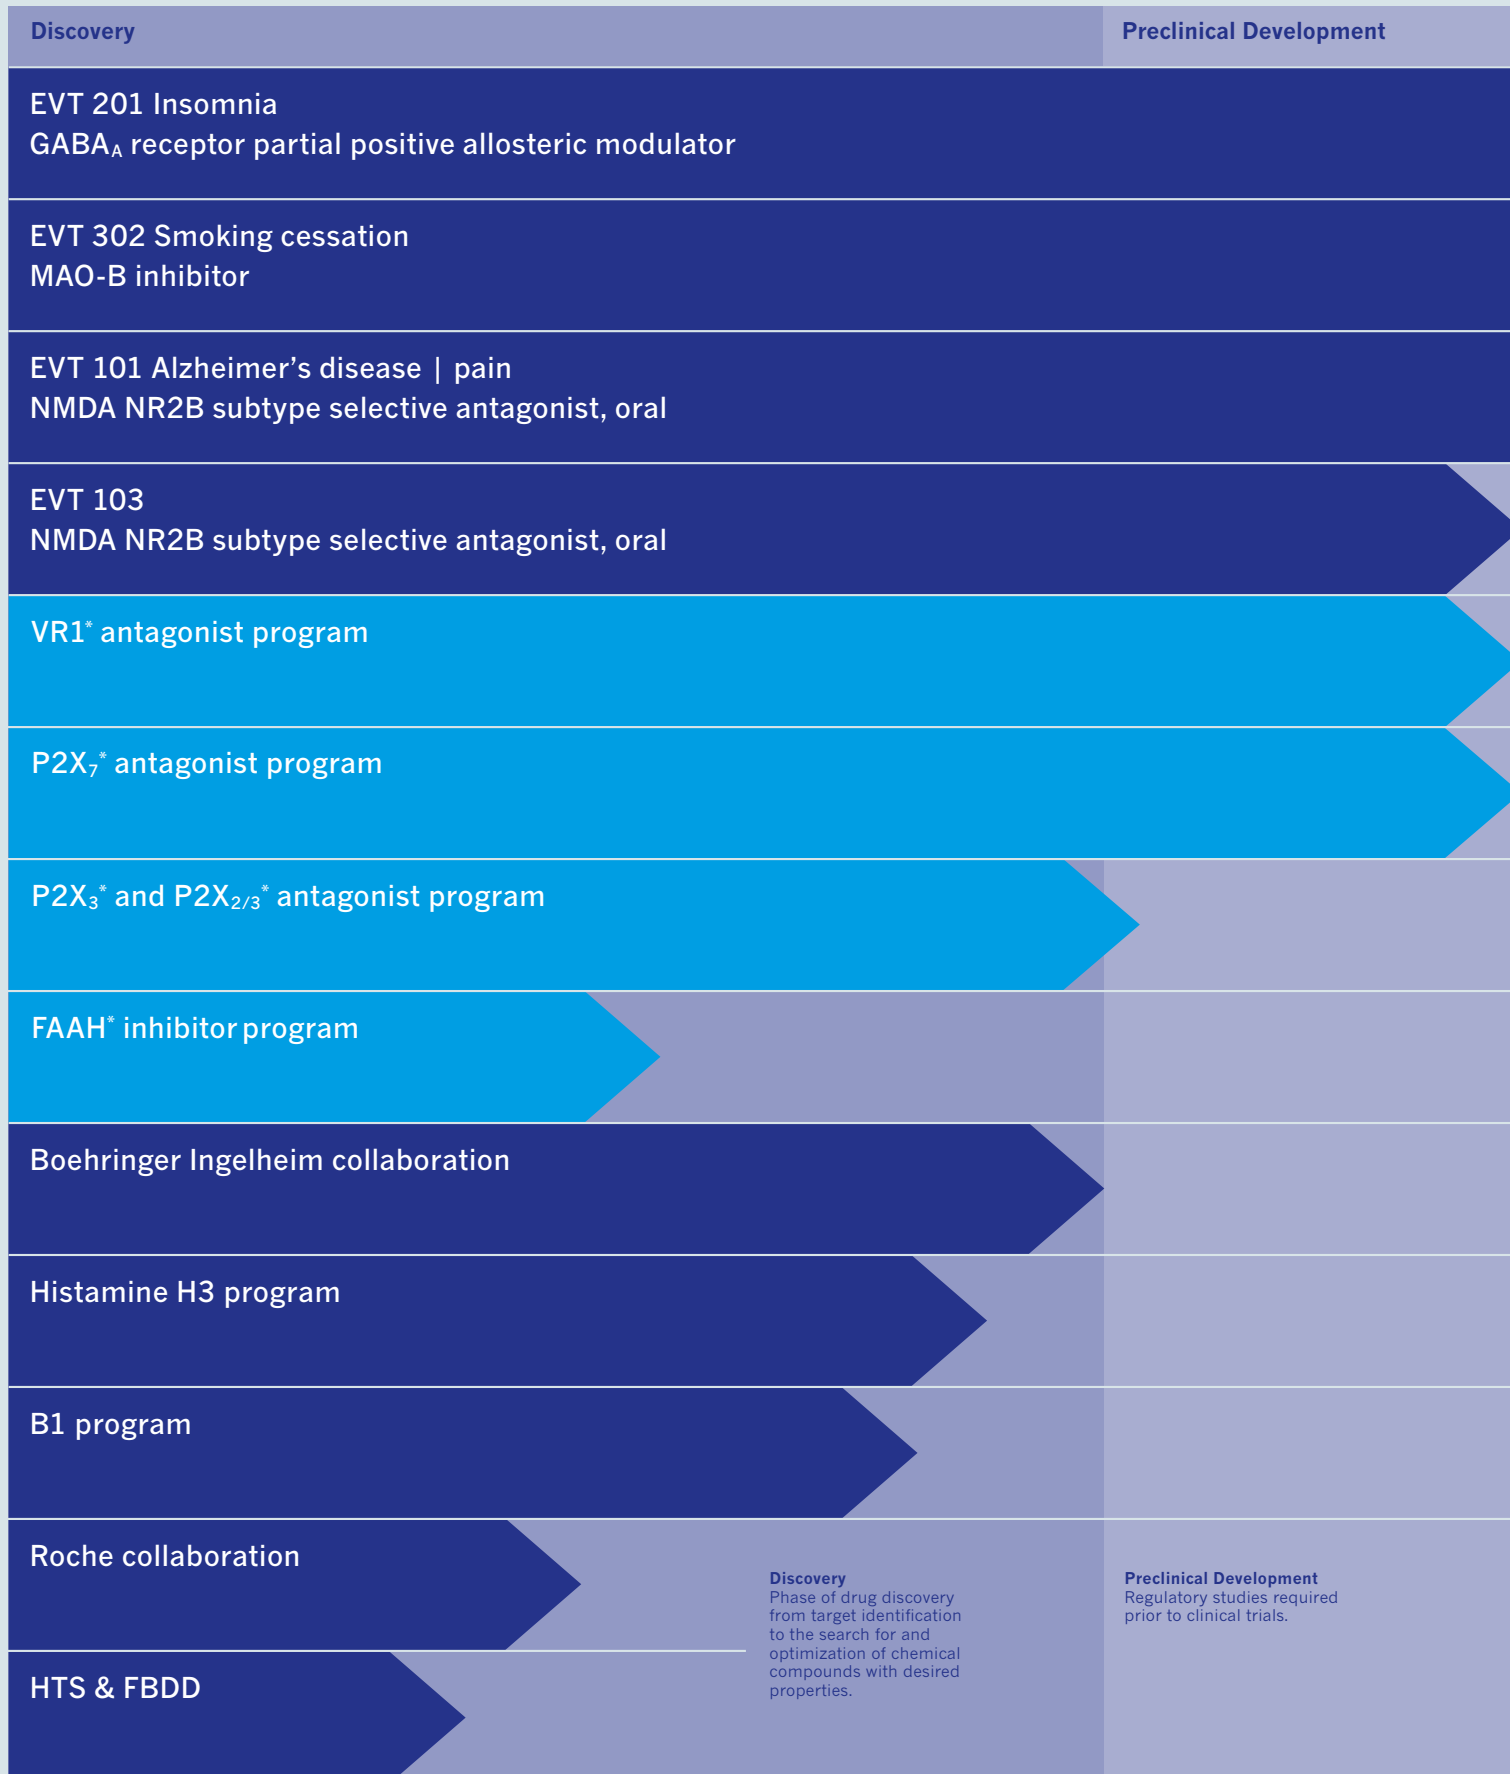 Discovery
Preclinical Development
EVT 201 Insomnia
GABAA receptor partial positive allosteric modulator
EVT 302 Smoking cessation
MAO-B inhibitor
EVT 101 Alzheimer’s disease | pain
NMDA NR2B subtype selective antagonist, oral
EVT 103
NMDA NR2B subtype selective antagonist, oral
VR1* antagonist program
P2X7* antagonist program
P2X3* and P2X2/3* antagonist program
FAAH* inhibitor program
Boehringer Ingelheim collaboration
Histamine H3 program
B1 program
Roche collaboration
HTS & FBDD
Discovery
Phase of drug discovery
from target identification
to the search for and
optimization of chemical
compounds with desired
properties.
Preclinical Development
Regulatory studies required
prior to clinical trials.